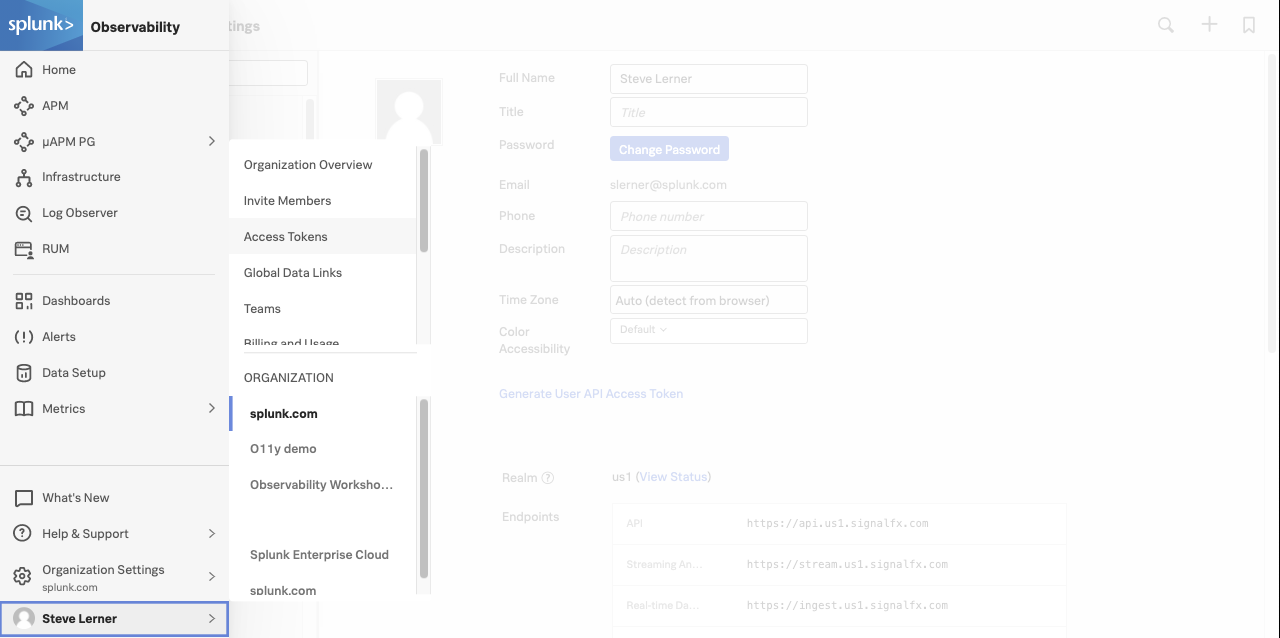 splunk> Observability
tings
Home
APM
µAPM PG
Infrastructure
Log Observer
RUM
Dashboards
Alerts
Data Setup
Metrics
What's New
Help & Support
Organization Settings
splunk.com
Steve Lerner
Organization Overview
Invite Members
Access Tokens
Global Data Links
Teams
Billing and Usage
ORGANIZATION
splunk.com
O11y demo
Observability Worksho...
Splunk Enterprise Cloud
splunk.com
Full Name Steve Lerner
Title Title
Password Change Password
Email slerner@splunk.com
Phone Phone number
Description Description
Time Zone Auto (detect from browser)
Color Default
Accessibility
Generate User API Access Token
Realm ? us1 (View Status)
Endpoints
API https://api.us1.signalfx.com
Streaming An... https://stream.us1.signalfx.com
Real-time Da... https://ingest.us1.signalfx.com